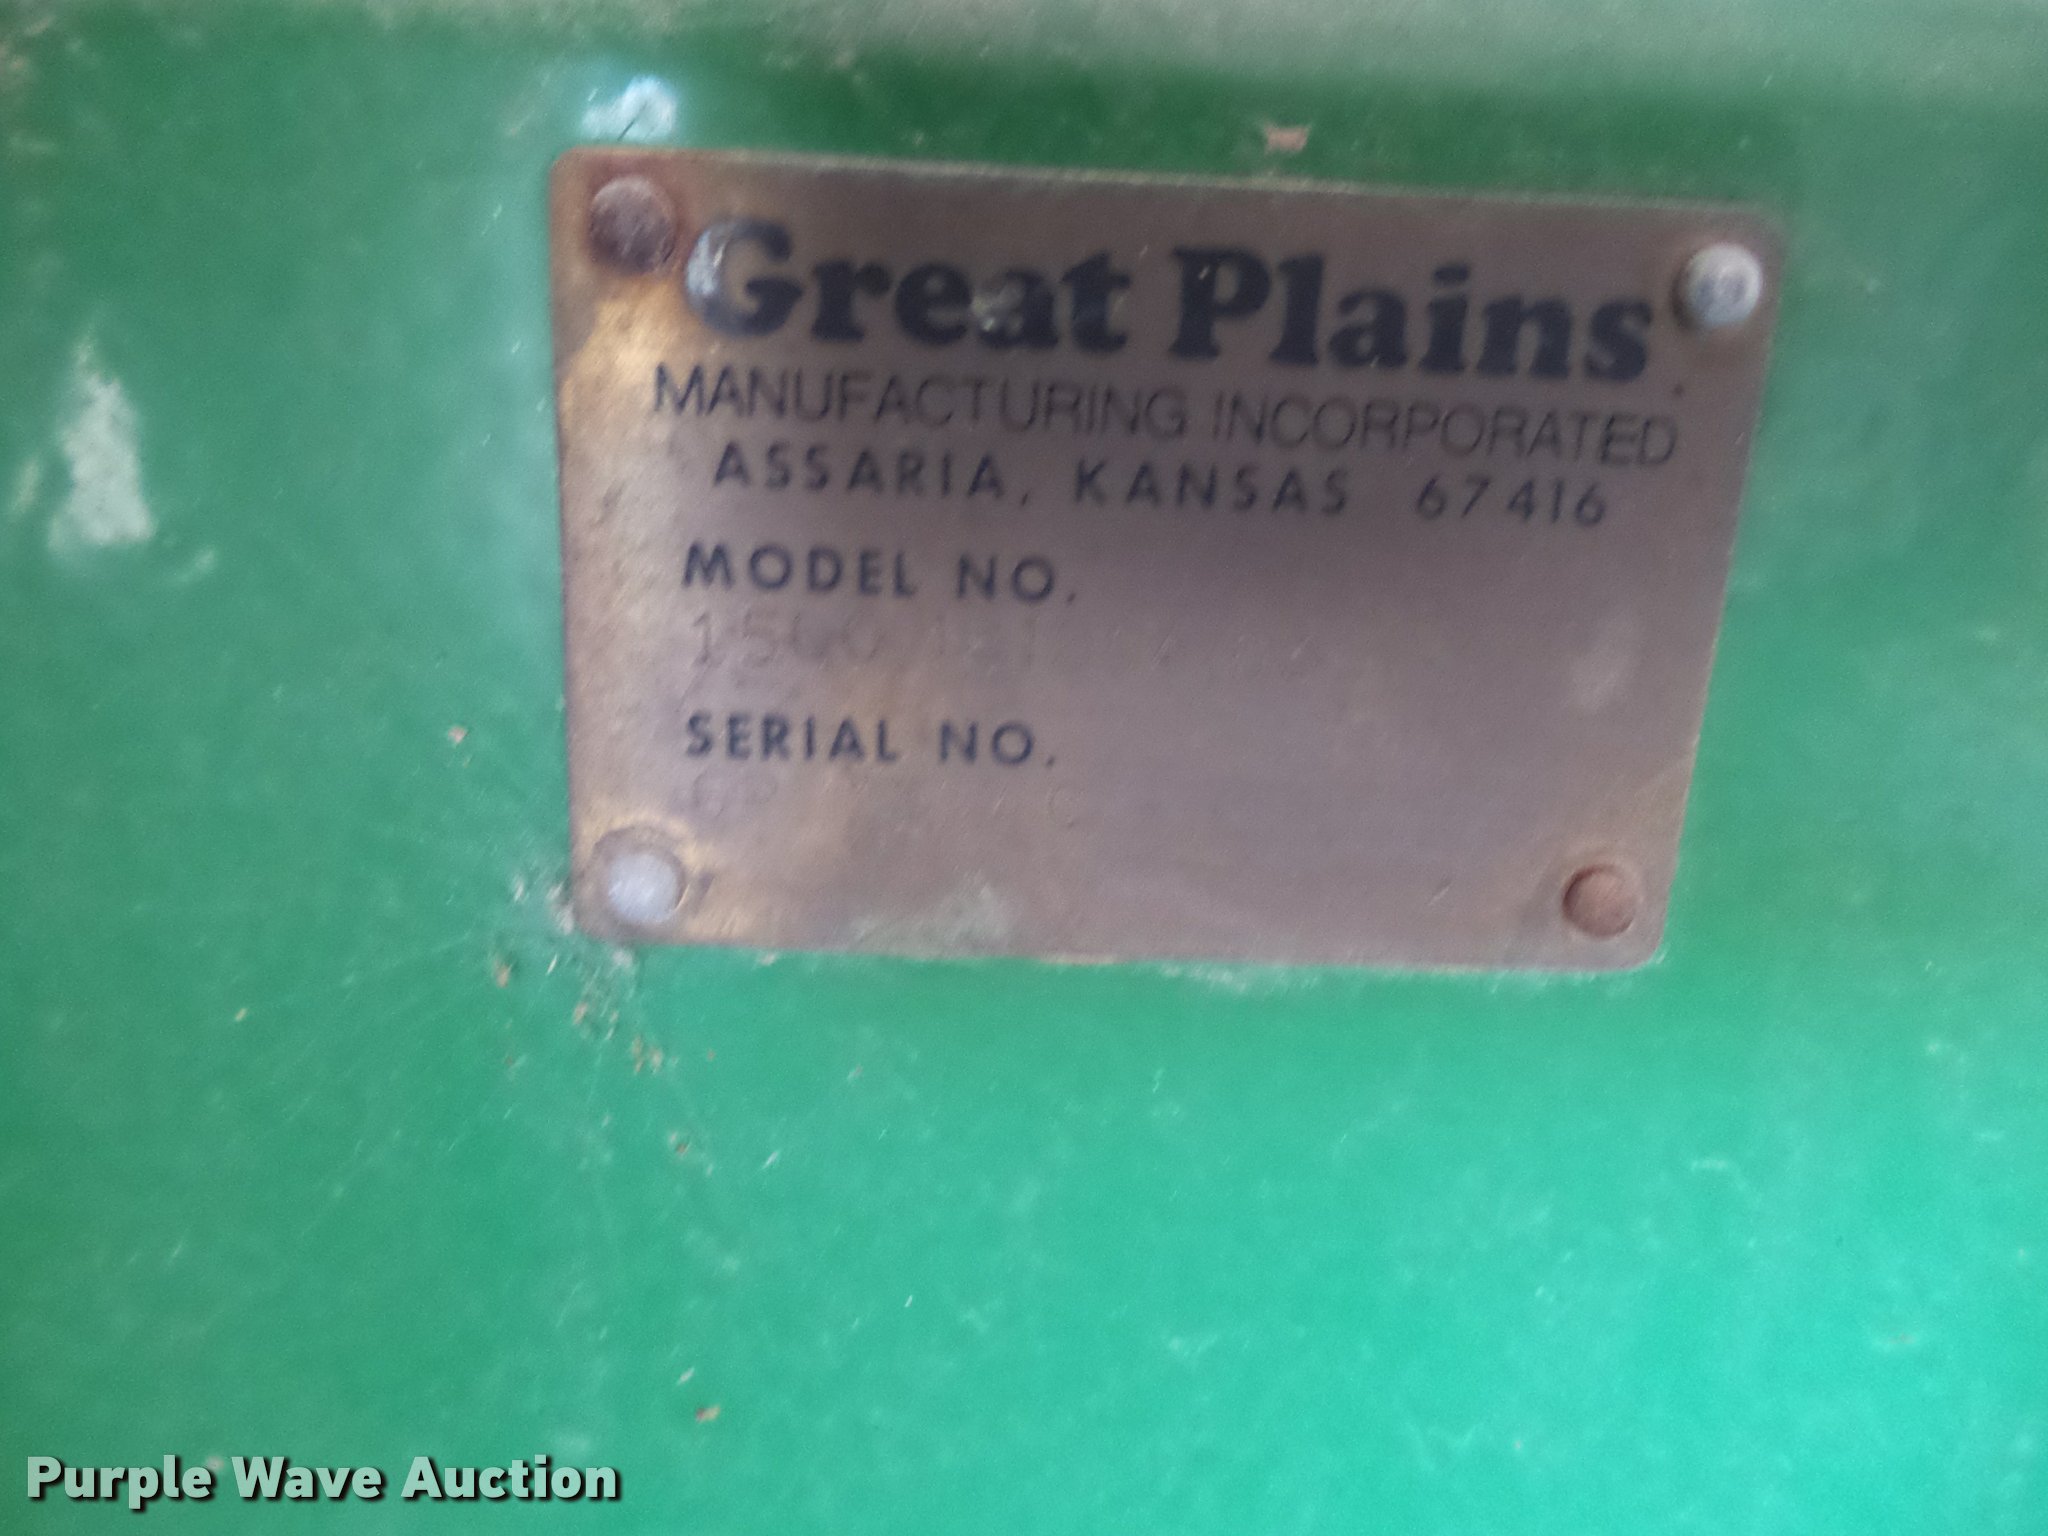 Great Plains
MANUFACTURING INCORPORATED
ASSARIA, KANSAS 67416
MODEL NO.
SERIAL NO.
Purple Wave Auction